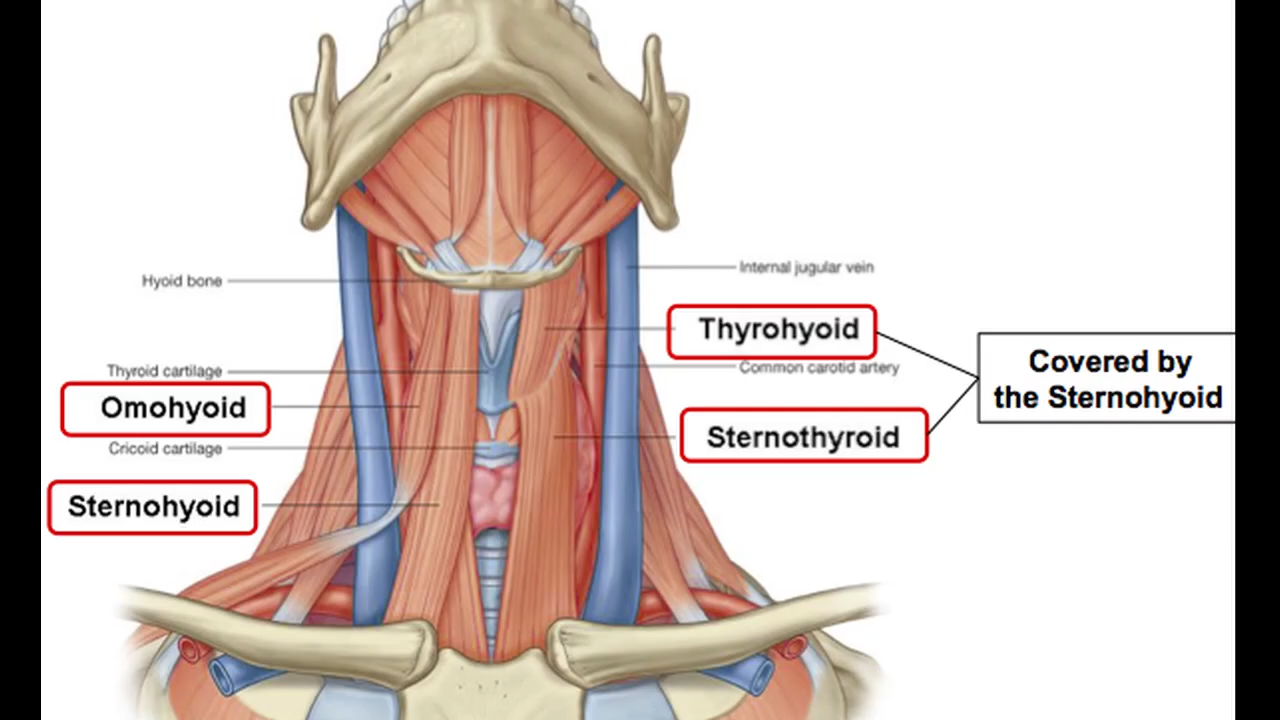 Hyoid bone
Internal jugular vein
Thyrohyoid
Covered by
the Sternohyoid
Thyroid cartilage
Common carotid artery
Omohyoid
Sternothyroid
Cricoid cartilage
Sternohyoid